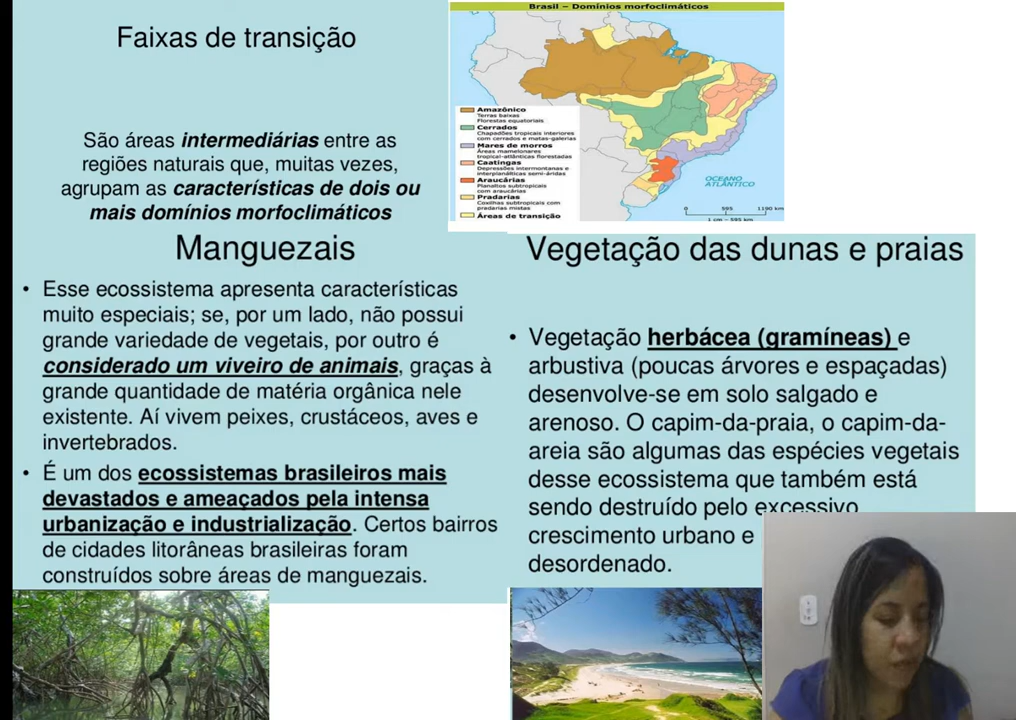 Faixas de transição
São áreas intermediárias entre as
regiões naturais que, muitas vezes,
agrupam as características de dois ou
mais domínios morfoclimáticos
Brasil – Domínios morfoclimáticos
Amazônico
Terras baixas
Florestas equatoriais
Cerrados
Chapadões tropicais interiores
com cerrados e matas-galerias
Mares de morros
Áreas mamelonares
tropical-atlânticas florestadas
Caatingas
Depressões intermontanas e
interplanálticas semi-áridas
Araucárias
Planaltos subtropicais
com araucárias
Pradarias
Coxilhas subtropicais com
pradarias mistas
Áreas de transição
OCEANO
ATLÂNTICO
0 595 1190 km
1 cm – 595 km
Manguezais
• Esse ecossistema apresenta características
muito especiais; se, por um lado, não possui
grande variedade de vegetais, por outro é
considerado um viveiro de animais, graças à
grande quantidade de matéria orgânica nele
existente. Aí vivem peixes, crustáceos, aves e
invertebrados.
• É um dos ecossistemas brasileiros mais
devastados e ameaçados pela intensa
urbanização e industrialização. Certos bairros
de cidades litorâneas brasileiras foram
construídos sobre áreas de manguezais.
Vegetação das dunas e praias
• Vegetação herbácea (gramíneas) e
arbustiva (poucas árvores e espaçadas)
desenvolve-se em solo salgado e
arenoso. O capim-da-praia, o capim-da-
areia são algumas das espécies vegetais
desse ecossistema que também está
sendo destruído pelo excessivo
crescimento urbano e
desordenado.